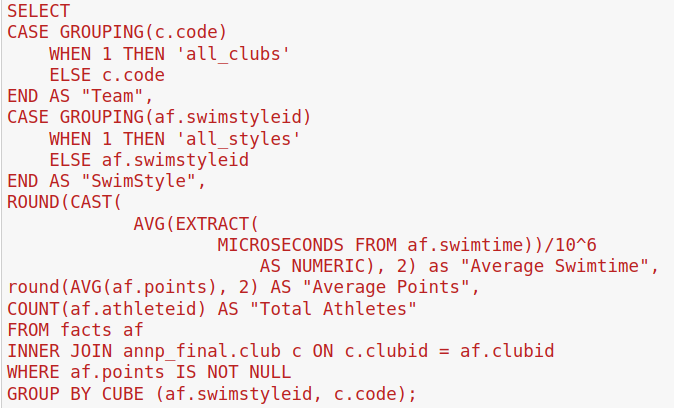 SELECT
CASE GROUPING(c.code)
    WHEN 1 THEN 'all_clubs'
    ELSE c.code
END AS "Team",
CASE GROUPING(af.swimstyleid)
    WHEN 1 THEN 'all_styles'
    ELSE af.swimstyleid
END AS "SwimStyle",
ROUND(CAST(
            AVG(EXTRACT(
                    MICROSECONDS FROM af.swimtime))/10^6
                        AS NUMERIC), 2) as "Average Swimtime",
round(AVG(af.points), 2) AS "Average Points",
COUNT(af.athleteid) AS "Total Athletes"
FROM facts af
INNER JOIN annp_final.club c ON c.clubid = af.clubid
WHERE af.points IS NOT NULL
GROUP BY CUBE (af.swimstyleid, c.code);